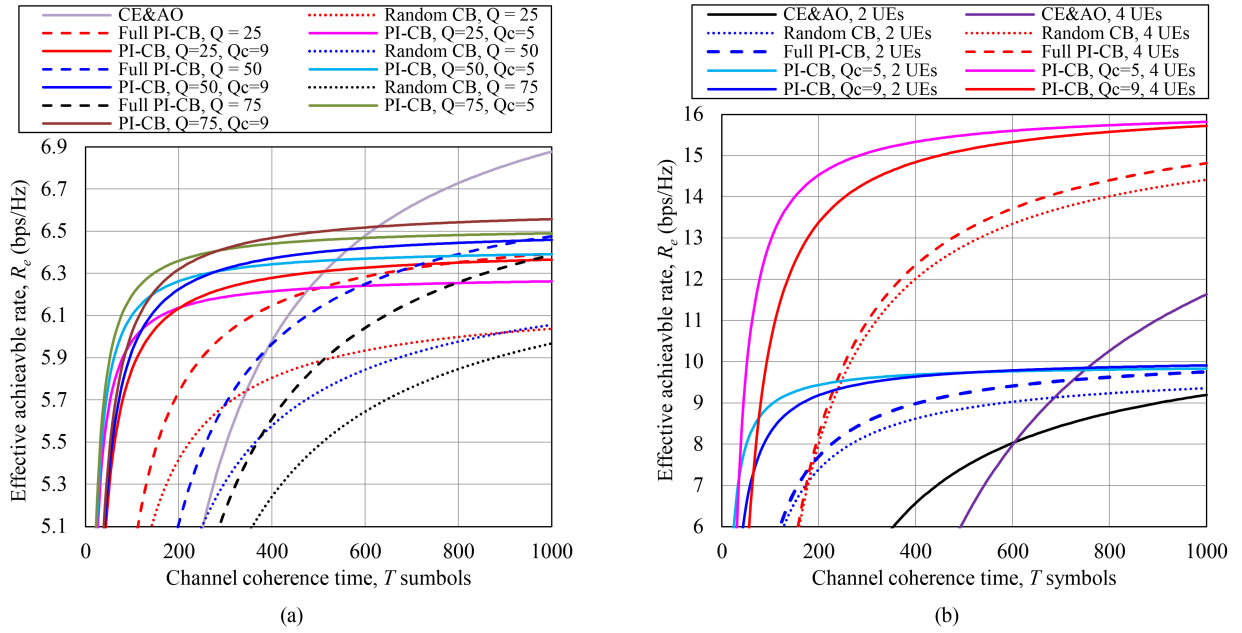 CE&AO
Random CB, Q = 25
Full PI-CB, Q = 25
PI-CB, Q=25, Qc=5
PI-CB, Q=25, Qc=9
Random CB, Q = 50
Full PI-CB, Q = 50
PI-CB, Q=50, Qc=5
PI-CB, Q=50, Qc=9
Random CB, Q = 75
Full PI-CB, Q = 75
PI-CB, Q=75, Qc=5
PI-CB, Q=75, Qc=9
Effective achieavble rate, Re (bps/Hz)
6.9
6.7
6.5
6.3
6.1
5.9
5.7
5.5
5.3
5.1
0 200 400 600 800 1000
Channel coherence time, T sumbols
(a)
CE&AO, 2 UEs
CE&AO, 4 UEs
Random CB, 2 UEs
Random CB, 4 UEs
Full PI-CB, 2 UEs
Full PI-CB, 4 UEs
PI-CB, Qc=5, 2 UEs
PI-CB, Qc=5, 4 UEs
PI-CB, Qc=9, 2 UEs
PI-CB, Qc=9, 4 UEs
Effective achieavble rate, Re (bps/Hz)
16
15
14
13
12
11
10
9
8
7
6
0 200 400 600 800 1000
Channel coherence time, T symbols
(b)